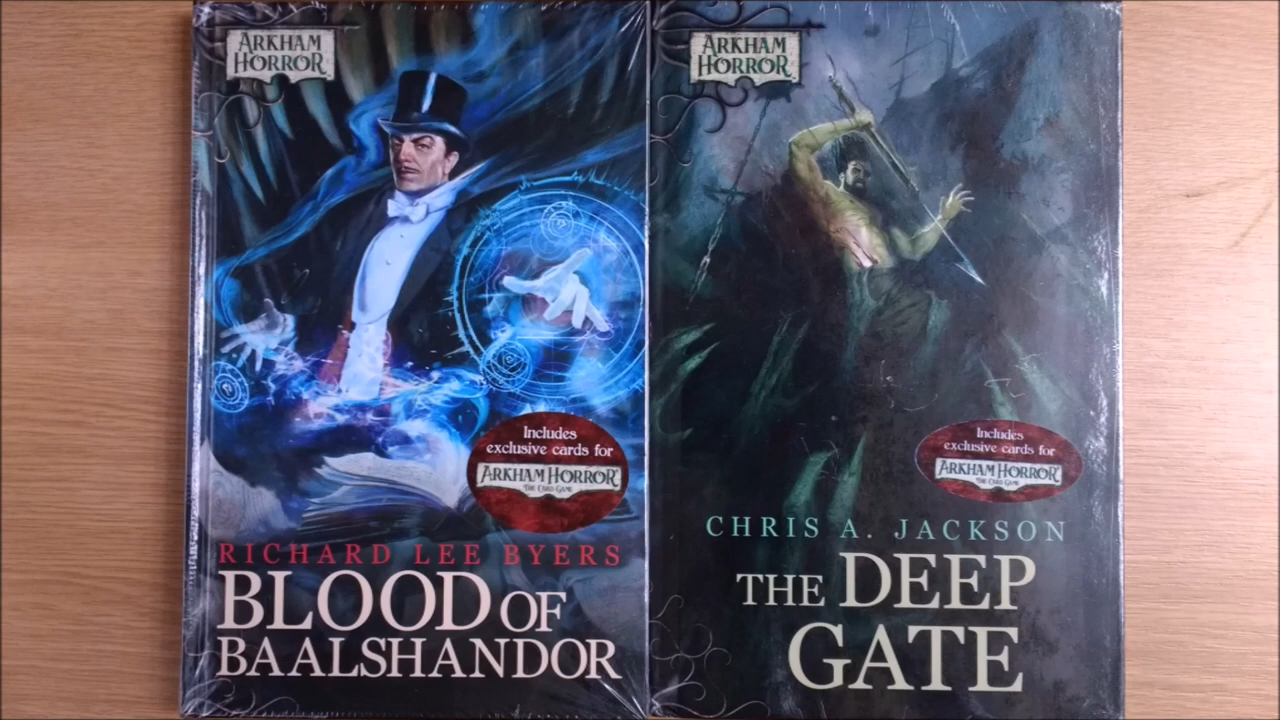 ARKHAM
HORROR
Includes
exclusive cards for
ARKHAM HORROR
THE CARD GAME
RICHARD LEE BYERS
BLOOD OF
BAALSHANDOR
ARKHAM
HORROR
Includes
exclusive cards for
ARKHAM HORROR
THE CARD GAME
CHRIS A. JACKSON
THE DEEP
GATE